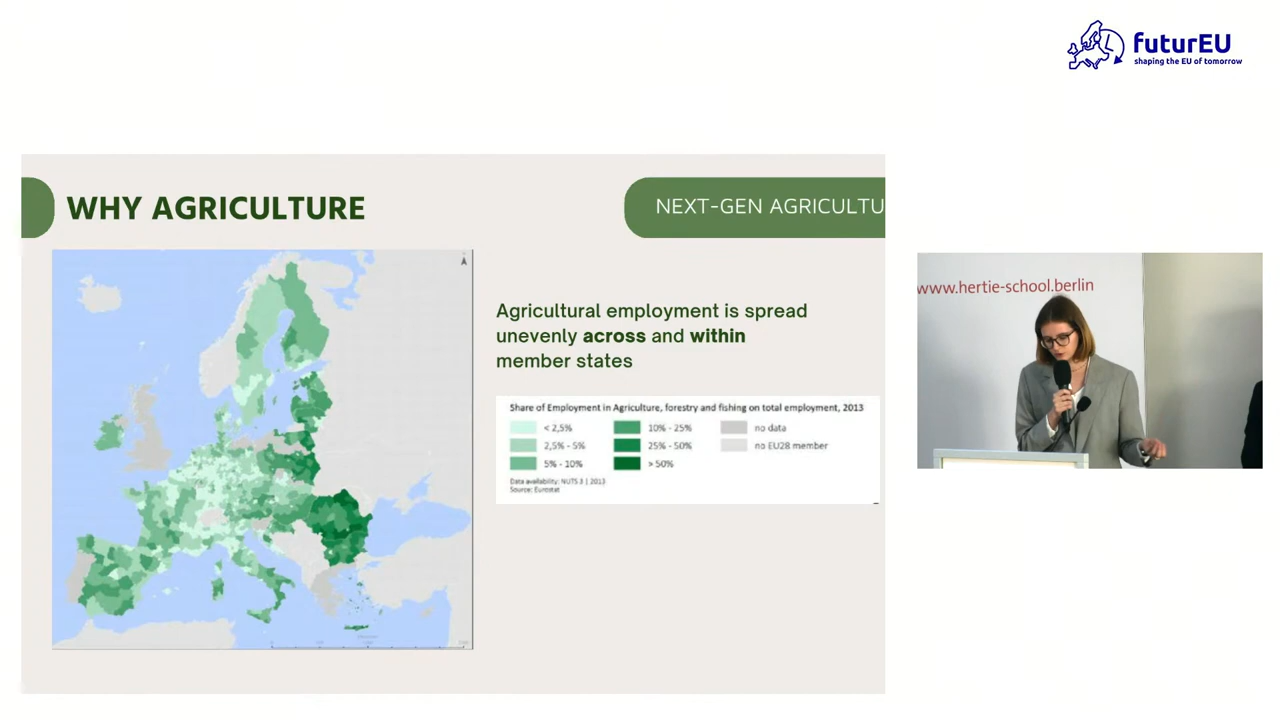 futurEU
shaping the EU of tomorrow
WHY AGRICULTURE
NEXT-GEN AGRICULTU
Agricultural employment is spread
unevenly across and within
member states
Share of Employment in Agriculture, forestry and fishing on total employment, 2013
< 2,5%
10% - 25%
no data
2,5% - 5%
25% - 50%
no EU28 member
5% - 10%
> 50%
Data availability: NUTS 3 | 2013
Source: Eurostat
www.hertie-school.berlin